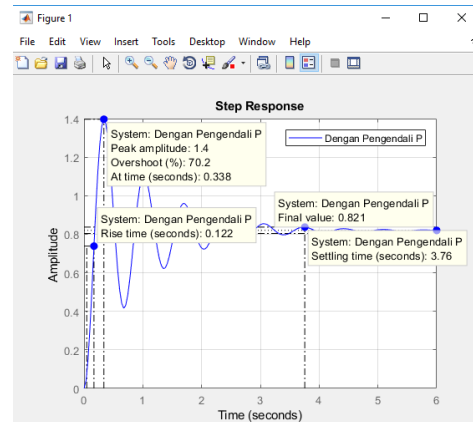 Figure 1
File Edit View Insert Tools Desktop Window Help
Step Response
Dengan Pengendali P
System: Dengan Pengendali P
Peak amplitude: 1.4
Overshoot (%): 70.2
At time (seconds): 0.338
System: Dengan Pengendali P
Rise time (seconds): 0.122
System: Dengan Pengendali P
Final value: 0.821
System: Dengan Pengendali P
Settling time (seconds): 3.76
Amplitude
1.4
1.2
1
0.8
0.6
0.4
0.2
0
0 1 2 3 4 5 6
Time (seconds)